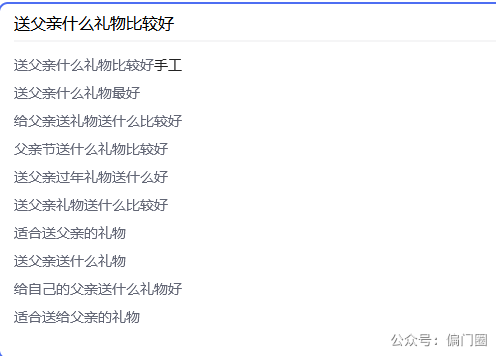 送父亲什么礼物比较好
送父亲什么礼物比较好手工
送父亲什么礼物最好
给父亲送礼物送什么比较好
父亲节送什么礼物比较好
送父亲过年礼物送什么好
送父亲礼物送什么比较好
适合送父亲的礼物
送父亲送什么礼物
给自己的父亲送什么礼物好
适合送给父亲的礼物
公众号：偏门圈